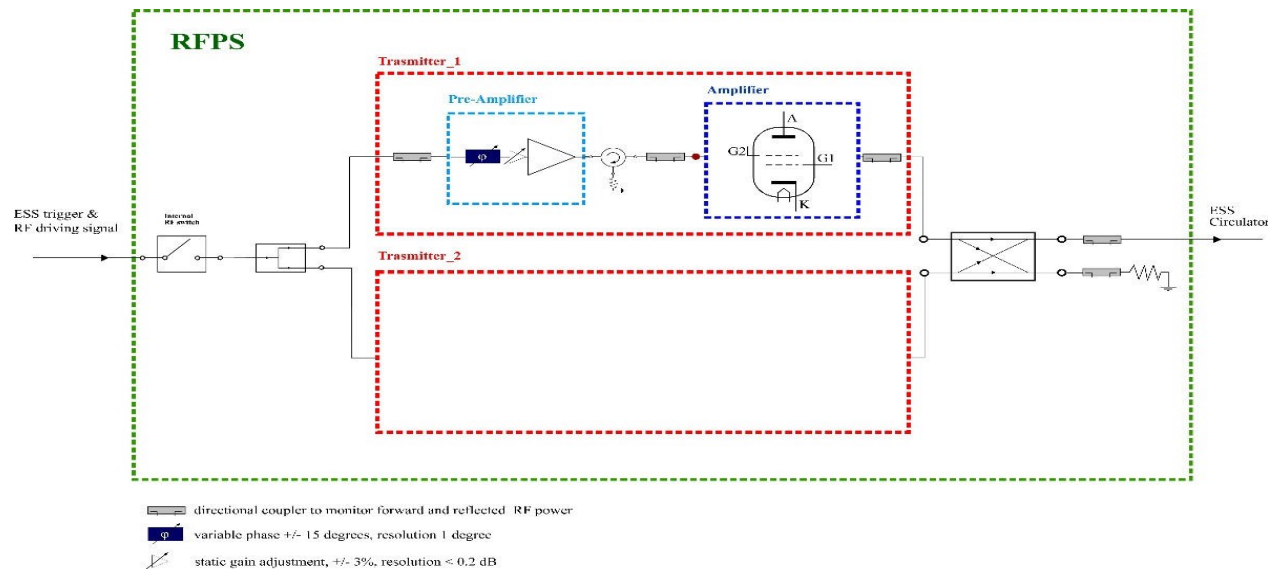 RFPS
Trasmitter_1
Pre-Amplifier
Amplifier
A
φ
G2
G1
K
ESS trigger &
RF driving signal
Internal
RF switch
ESS
Circulator
Trasmitter_2
directional coupler to monitor forward and reflected RF power
φ
variable phase +/- 15 degrees, resolution 1 degree
static gain adjustment, +/- 3%, resolution < 0.2 dB